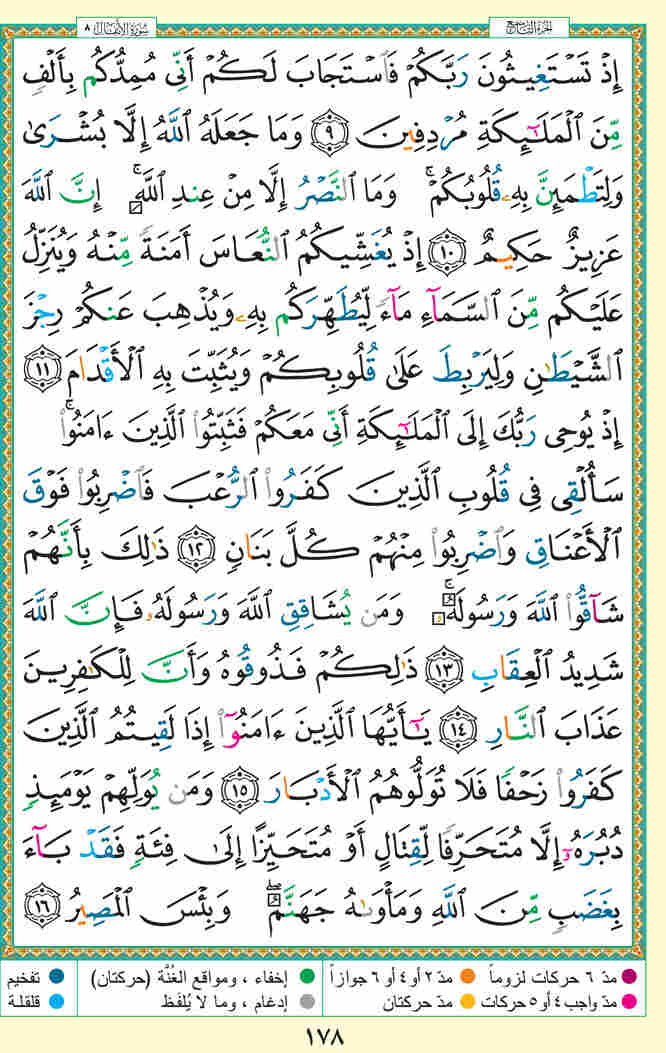 الجزء التاسع
سورة الأنفال ٨
إِذْ تَسْتَغِيثُونَ رَبَّكُمْ فَٱسْتَجَابَ لَكُمْ أَنِّى مُمِدُّكُم بِأَلْفٍ
مِّنَ ٱلْمَلَـٰٓئِكَةِ مُرْدِفِينَ ٩ وَمَا جَعَلَهُ ٱللَّهُ إِلَّا بُشْرَىٰ
وَلِتَطْمَئِنَّ بِهِۦ قُلُوبُكُمْ ۚ وَمَا ٱلنَّصْرُ إِلَّا مِنْ عِندِ ٱللَّهِ ۚ إِنَّ ٱللَّهَ
عَزِيزٌ حَكِيمٌ ١٠ إِذْ يُغَشِّيكُمُ ٱلنُّعَاسَ أَمَنَةً مِّنْهُ وَيُنَزِّلُ
عَلَيْكُم مِّنَ ٱلسَّمَآءِ مَآءً لِّيُطَهِّرَكُم بِهِۦ وَيُذْهِبَ عَنكُمْ رِجْزَ
ٱلشَّيْطَـٰنِ وَلِيَرْبِطَ عَلَىٰ قُلُوبِكُمْ وَيُثَبِّتَ بِهِ ٱلْأَقْدَامَ ١١
إِذْ يُوحِى رَبُّكَ إِلَى ٱلْمَلَـٰٓئِكَةِ أَنِّى مَعَكُمْ فَثَبِّتُوا۟ ٱلَّذِينَ ءَامَنُوا۟ ۚ
سَأُلْقِى فِى قُلُوبِ ٱلَّذِينَ كَفَرُوا۟ ٱلرُّعْبَ فَٱضْرِبُوا۟ فَوْقَ
ٱلْأَعْنَاقِ وَٱضْرِبُوا۟ مِنْهُمْ كُلَّ بَنَانٍ ١٢ ذَٰلِكَ بِأَنَّهُمْ
شَآقُّوا۟ ٱللَّهَ وَرَسُولَهُۥ ۚ وَمَن يُشَاقِقِ ٱللَّهَ وَرَسُولَهُۥ فَإِنَّ ٱللَّهَ
شَدِيدُ ٱلْعِقَابِ ١٣ ذَٰلِكُمْ فَذُوقُوهُ وَأَنَّ لِلْكَـٰفِرِينَ
عَذَابَ ٱلنَّارِ ١٤ يَـٰٓأَيُّهَا ٱلَّذِينَ ءَامَنُوٓا۟ إِذَا لَقِيتُمُ ٱلَّذِينَ
كَفَرُوا۟ زَحْفًا فَلَا تُوَلُّوهُمُ ٱلْأَدْبَارَ ١٥ وَمَن يُوَلِّهِمْ يَوْمَئِذٍ
دُبُرَهُۥٓ إِلَّا مُتَحَرِّفًا لِّقِتَالٍ أَوْ مُتَحَيِّزًا إِلَىٰ فِئَةٍ فَقَدْ بَآءَ
بِغَضَبٍ مِّنَ ٱللَّهِ وَمَأْوَىٰهُ جَهَنَّمُ ۖ وَبِئْسَ ٱلْمَصِيرُ ١٦
مدّ ٦ حركات لزوماً مدّ ٢ أو ٤ أو ٦ جوازاً إخفاء ، ومواقع الغُنَّة (حركتان) تفخيم
مدّ واجب ٤ أو ٥ حركات مدّ حركتان إدغام ، وما لا يُلفَظ قلقلة
١٧٨